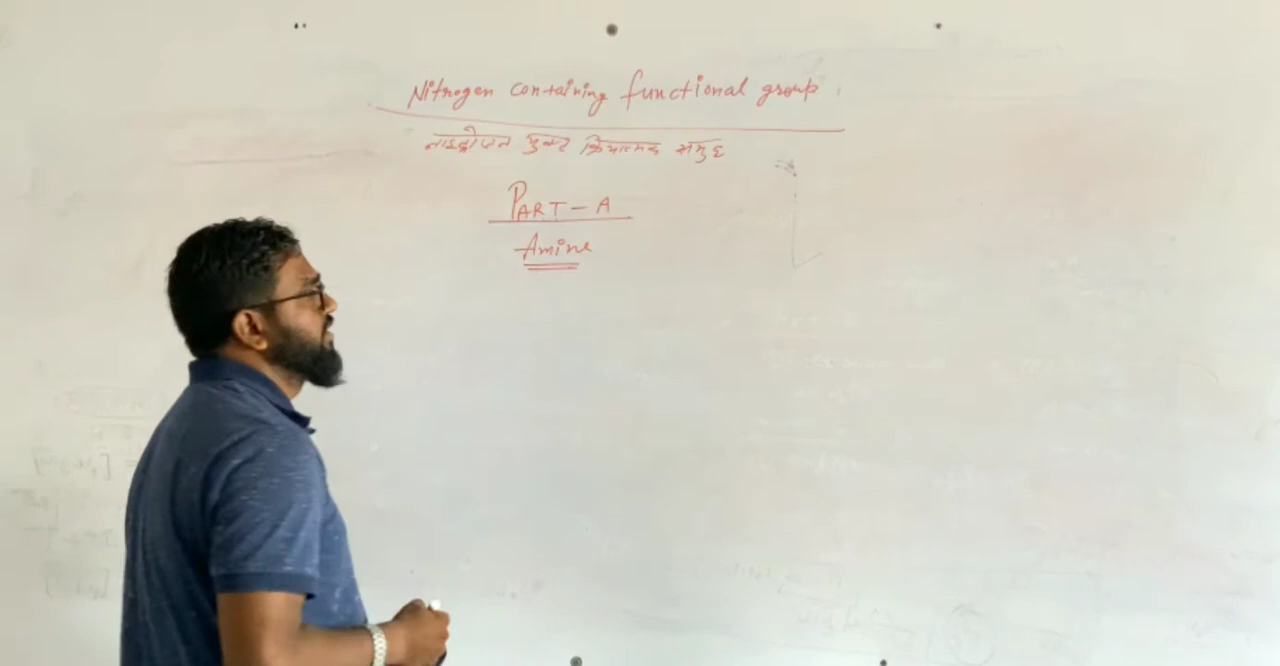 Nitrogen containing functional group
नाइट्रोजन युक्त क्रियात्मक समुह
PART-A
Amine